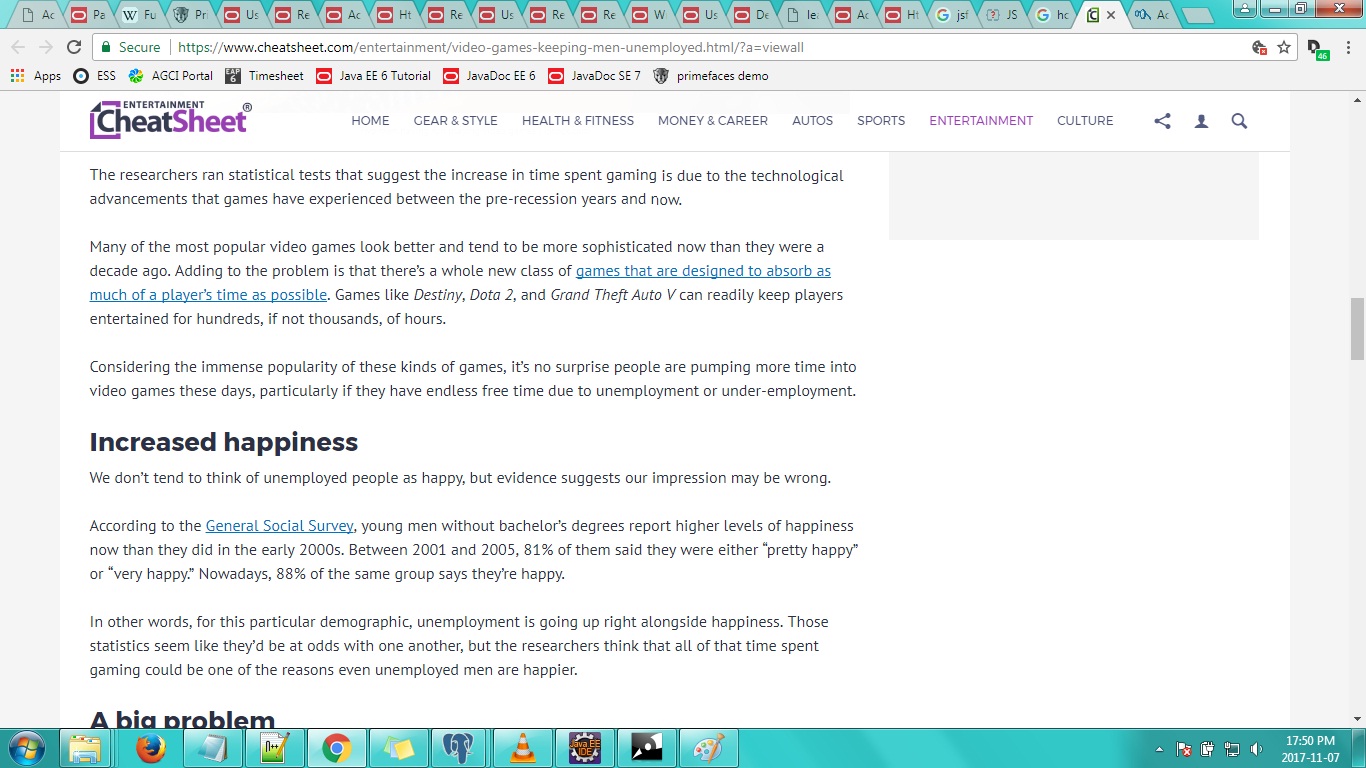 Ac
Pa
Fu
Pri
Us
Re
Ac
Ht
Re
Us
Re
Re
W
Us
De
le
Ac
Ht
jsf
JS
hc
Ac
Secure
https://www.cheatsheet.com/entertainment/video-games-keeping-men-unemployed.html/?a=viewall
46
Apps
ESS
AGCI Portal
EAP 6
Timesheet
Java EE 6 Tutorial
JavaDoc EE 6
JavaDoc SE 7
primefaces demo
ENTERTAINMENT
CheatSheet®
HOME
GEAR & STYLE
HEALTH & FITNESS
MONEY & CAREER
AUTOS
SPORTS
ENTERTAINMENT
CULTURE
The researchers ran statistical tests that suggest the increase in time spent gaming is due to the technological
advancements that games have experienced between the pre-recession years and now.
Many of the most popular video games look better and tend to be more sophisticated now than they were a
decade ago. Adding to the problem is that there’s a whole new class of games that are designed to absorb as
much of a player’s time as possible. Games like Destiny, Dota 2, and Grand Theft Auto V can readily keep players
entertained for hundreds, if not thousands, of hours.
Considering the immense popularity of these kinds of games, it’s no surprise people are pumping more time into
video games these days, particularly if they have endless free time due to unemployment or under-employment.
Increased happiness
We don’t tend to think of unemployed people as happy, but evidence suggests our impression may be wrong.
According to the General Social Survey, young men without bachelor’s degrees report higher levels of happiness
now than they did in the early 2000s. Between 2001 and 2005, 81% of them said they were either “pretty happy”
or “very happy.” Nowadays, 88% of the same group says they’re happy.
In other words, for this particular demographic, unemployment is going up right alongside happiness. Those
statistics seem like they’d be at odds with one another, but the researchers think that all of that time spent
gaming could be one of the reasons even unemployed men are happier.
A big problem
Java EE
IDE
17:50 PM
2017-11-07